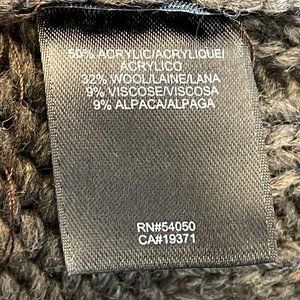 50% ACRYLIC/ACRYLIQUE/
ACRYLICO
32% WOOL/LAINE/LANA
9% VISCOSE/VISCOSA
9% ALPACA/ALPAGA
RN#54050
CA#19371